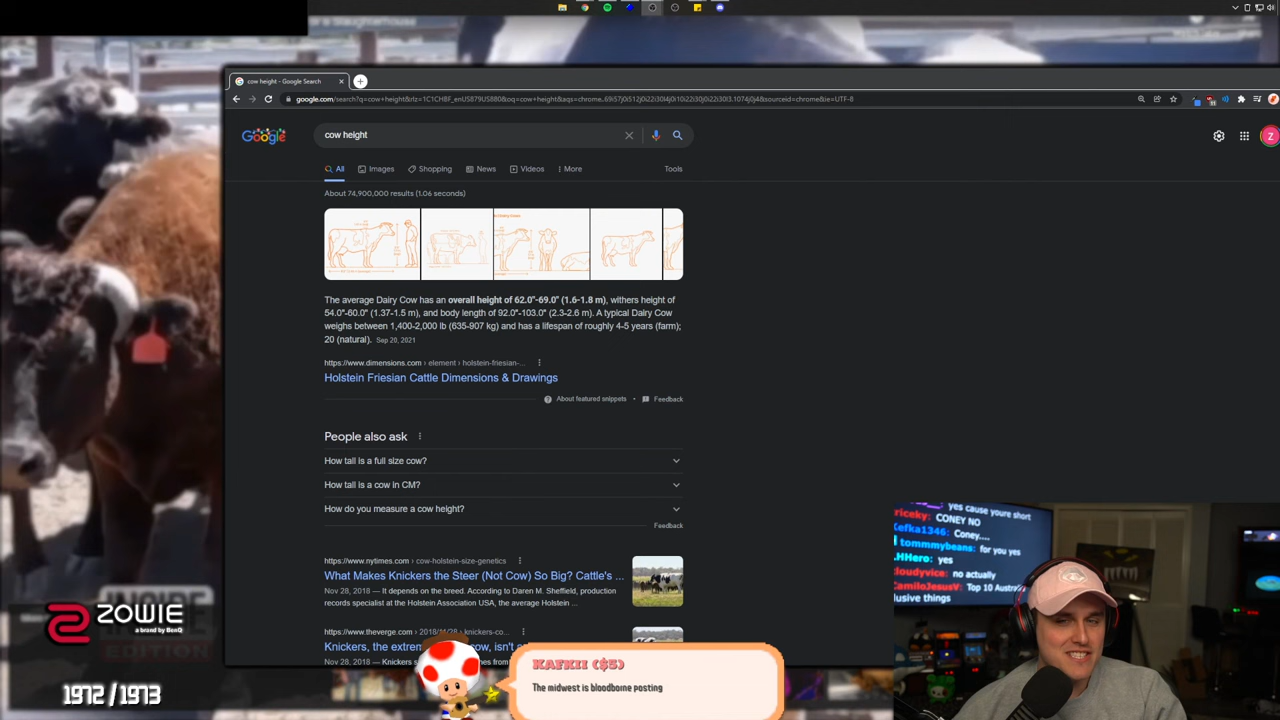 cow height - Google Search
google.com/search?q=cow+height&rlz=1C1CHBF_enUS879US880&oq=cow+height&aqs=chrome..69i57j0i512j0i22i30l4j0i10i22i30j0i22i30l3.1074j0j4&sourceid=chrome&ie=UTF-8
Google
cow height
All
Images
Shopping
News
Videos
More
Tools
About 74,900,000 results (1.06 seconds)
The average Dairy Cow has an overall height of 62.0"-69.0" (1.6-1.8 m), withers height of
54.0"-60.0" (1.37-1.5 m), and body length of 92.0"-103.0" (2.3-2.6 m). A typical Dairy Cow
weighs between 1,400-2,000 lb (635-907 kg) and has a lifespan of roughly 4-5 years (farm);
20 (natural). Sep 20, 2021
https://www.dimensions.com › element › holstein-friesian-...
Holstein Friesian Cattle Dimensions & Drawings
About featured snippets
Feedback
People also ask
How tall is a full size cow?
How tall is a cow in CM?
How do you measure a cow height?
Feedback
https://www.nytimes.com › cow-holstein-size-genetics
What Makes Knickers the Steer (Not Cow) So Big? Cattle's ...
Nov 28, 2018 — It depends on the breed. According to Daren M. Sheffield, production
records specialist at the Holstein Association USA, the average Holstein ...
https://www.theverge.com › 2018/11/28 › knickers-co...
Knickers, the extrem
ow, isn't
Nov 28, 2018 — Knickers
Z
yes cause youre short
riceky: CONEY NO
Kefka1346: Coney....
tommmybeans: for you yes
.HHero: yes
cloudyvice: no actually
CamiloJesusV: Top 10 Austra
lusive things
ZOWIE
a brand by BenQ
INSIDE
EDITION
1972 / 1973
KAFKII ($5)
The midwest is bloodborne posting